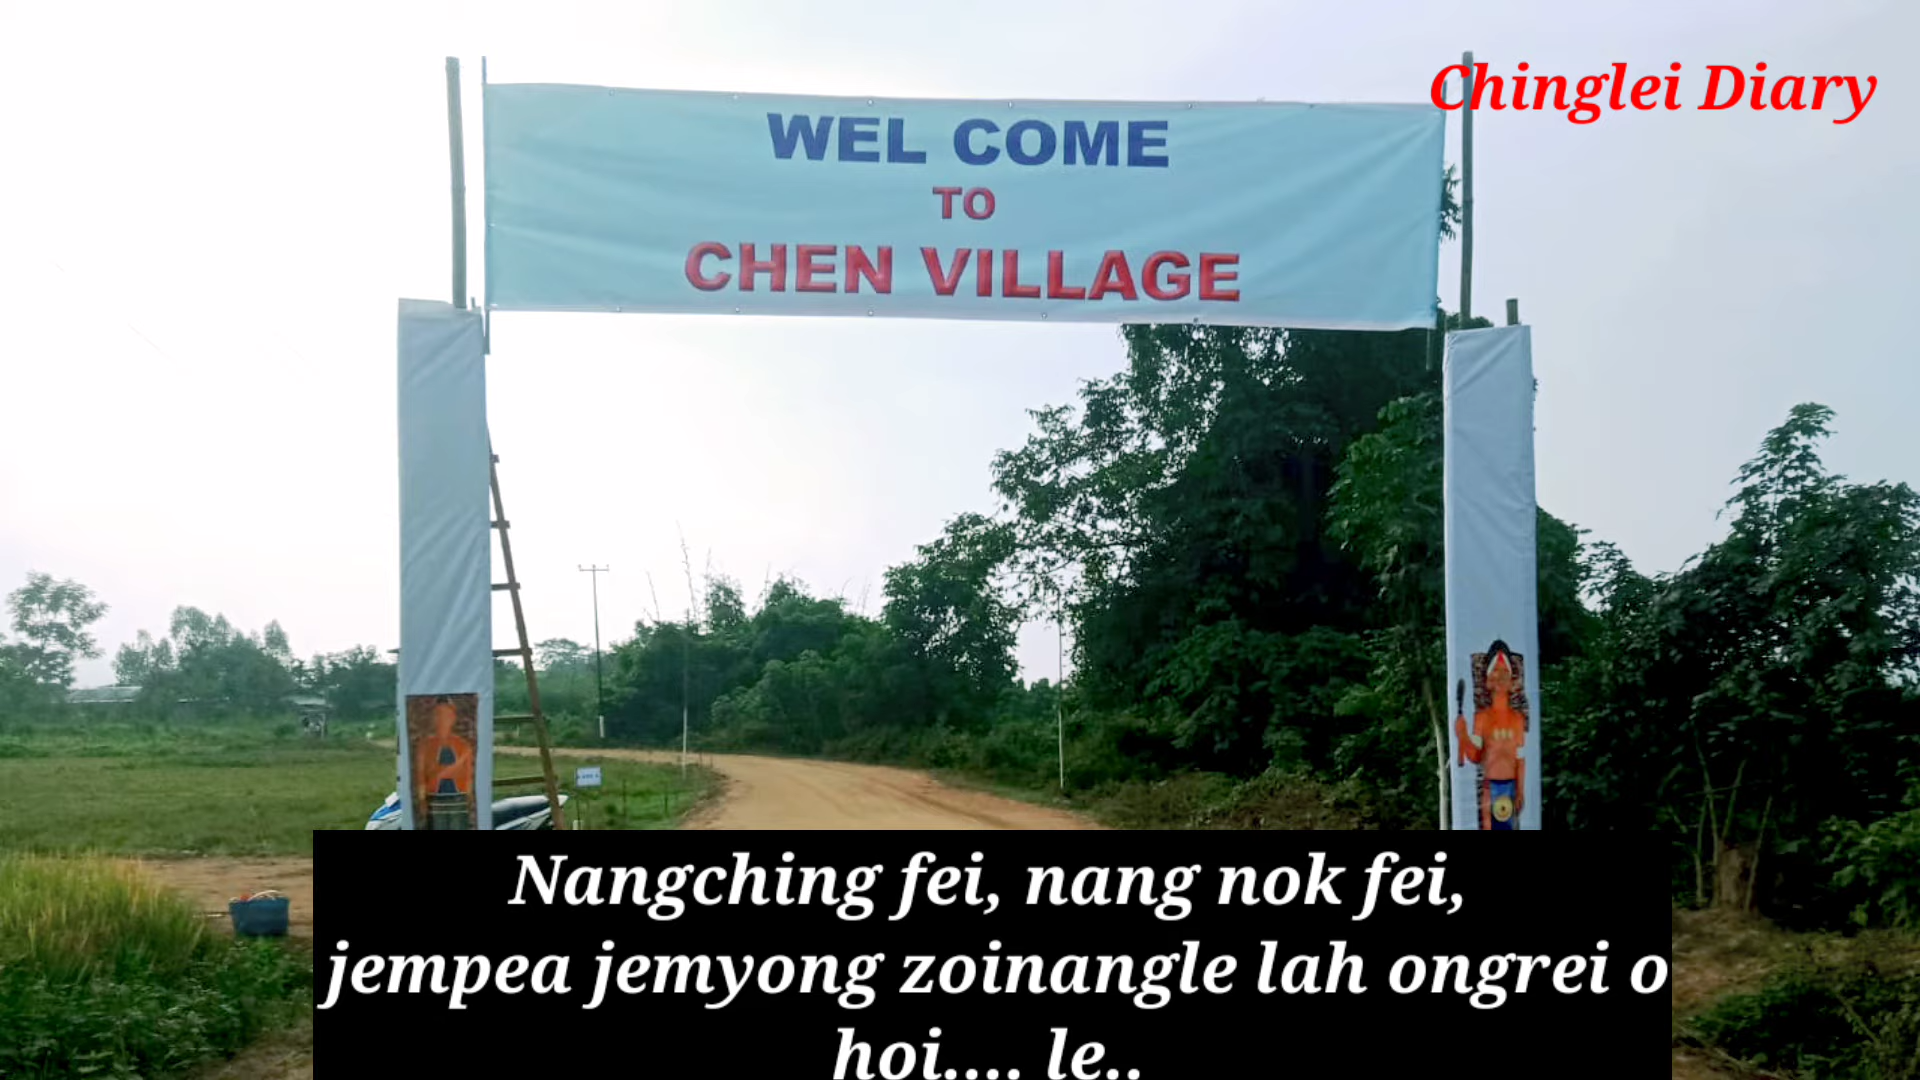 Chinglei Diary
WEL COME
TO
CHEN VILLAGE
Nangching fei, nang nok fei,
jempea jemyong zoinangle lah ongrei o
hoi.... le..